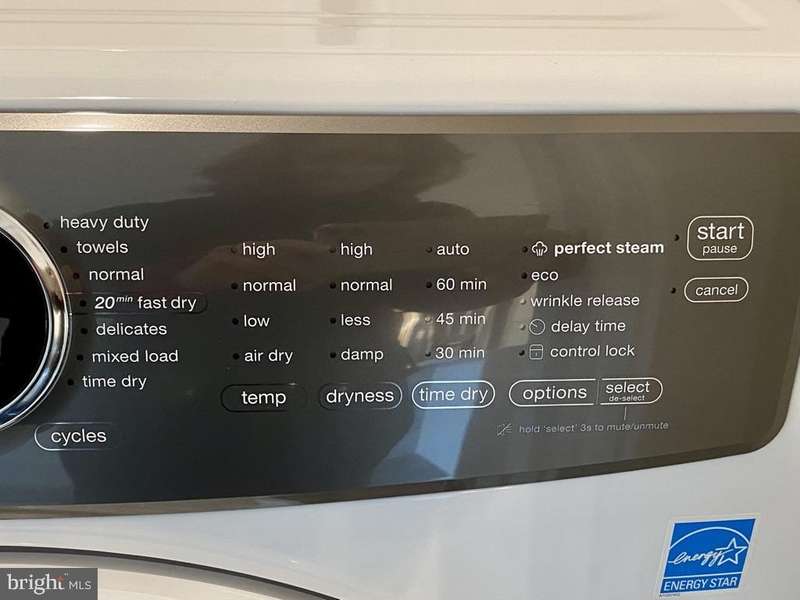 heavy duty
towels
normal
20 min fast dry
delicates
mixed load
time dry
cycles
high
normal
low
air dry
temp
high
normal
less
damp
dryness
auto
60 min
45 min
30 min
time dry
perfect steam
eco
wrinkle release
delay time
control lock
options
select
de-select
hold 'select' 3s to mute/unmute
start
pause
cancel
energy
ENERGY STAR
bright MLS